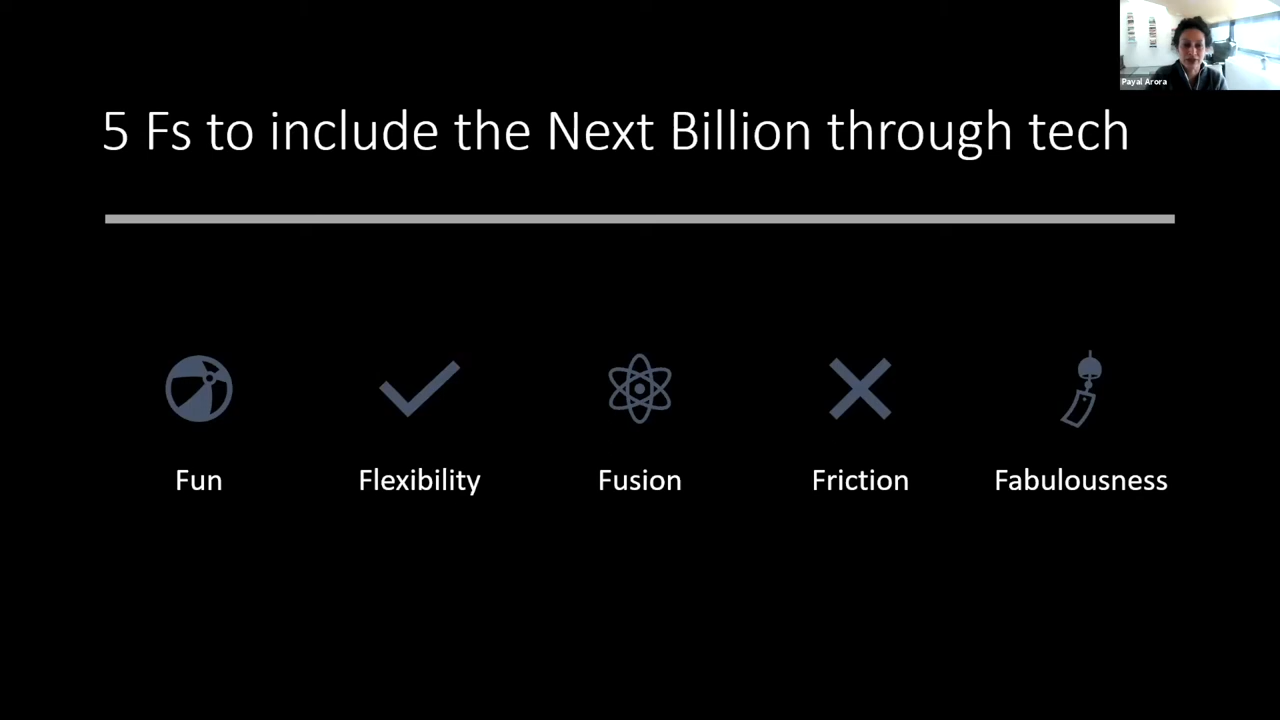 Payal Arora
5 Fs to include the Next Billion through tech
Fun
Flexibility
Fusion
Friction
Fabulousness